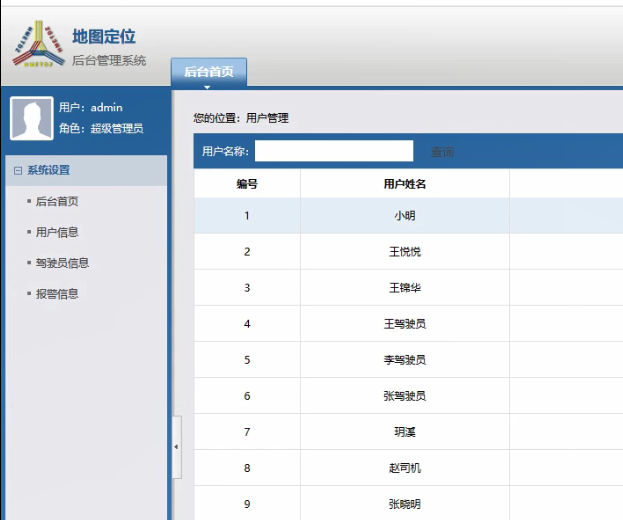 地图定位
后台管理系统
后台首页
用户：admin
角色：超级管理员
系统设置
后台首页
用户信息
驾驶员信息
报警信息
您的位置：用户管理
用户名称： 查询
编号 用户姓名
1 小明
2 王悦悦
3 王锦华
4 王驾驶员
5 李驾驶员
6 张驾驶员
7 玥溪
8 赵司机
9 张晓明